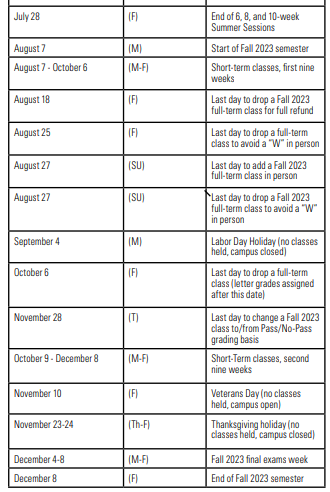 July 28 (F) End of 6, 8, and 10-week
Summer Sessions
August 7 (M) Start of Fall 2023 semester
August 7 - October 6 (M-F) Short-term classes, first nine
weeks
August 18 (F) Last day to drop a Fall 2023
full-term class for full refund
August 25 (F) Last day to drop a full-term
class to avoid a "W" in person
August 27 (SU) Last day to add a Fall 2023
full-term class in person
August 27 (SU) Last day to drop a Fall 2023
full-term class to avoid a "W"
in person
September 4 (M) Labor Day Holiday (no classes
held, campus closed)
October 6 (F) Last day to drop a full-term
class (letter grades assigned
after this date)
November 28 (T) Last day to change a Fall 2023
class to/from Pass/No-Pass
grading basis
October 9 - December 8 (M-F) Short-Term classes, second
nine weeks
November 10 (F) Veterans Day (no classes
held, campus open)
November 23-24 (Th-F) Thanksgiving holiday (no
classes held, campus closed)
December 4-8 (M-F) Fall 2023 final exams week
December 8 (F) End of Fall 2023 semester